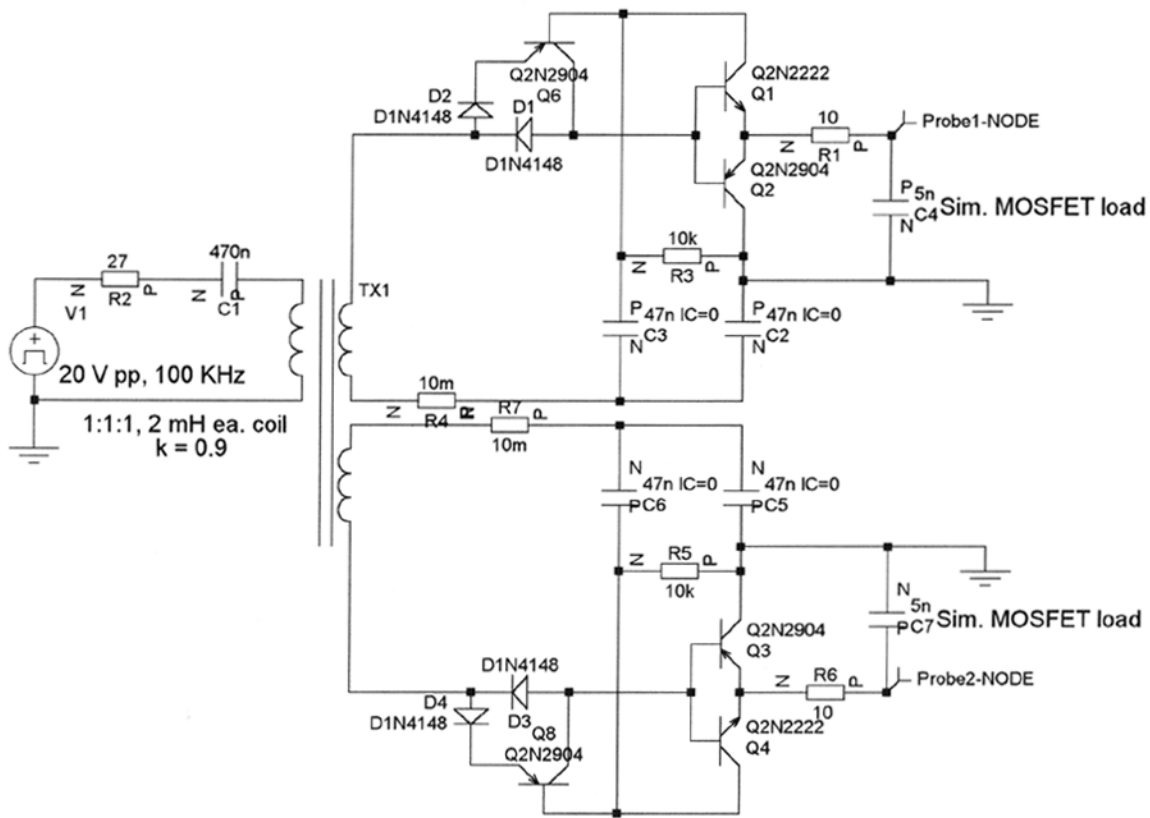 Q2N2904
Q6
Q2N2222
Q1
D2
D1N4148
D1
D1N4148
10
N
P
R1
Probe1-NODE
Q2N2904
Q2
P 5n
C4
N
Sim. MOSFET load
10k
N
P
R3
27
N
P
R2
470n
N
P
C1
V1
TX1
P
47n IC=0
C3
N
P
47n IC=0
C2
N
20 V pp, 100 KHz
1:1:1, 2 mH ea. coil
k = 0.9
10m
N
R4
R7
P
10m
N
47n IC=0
PC6
N
47n IC=0
PC5
N
R5
P
10k
N
5n
PC7
Sim. MOSFET load
Q2N2904
Q3
D1N4148
D3
D4
D1N4148
Q8
Q2N2904
N
R6
P
10
Probe2-NODE
Q2N2222
Q4